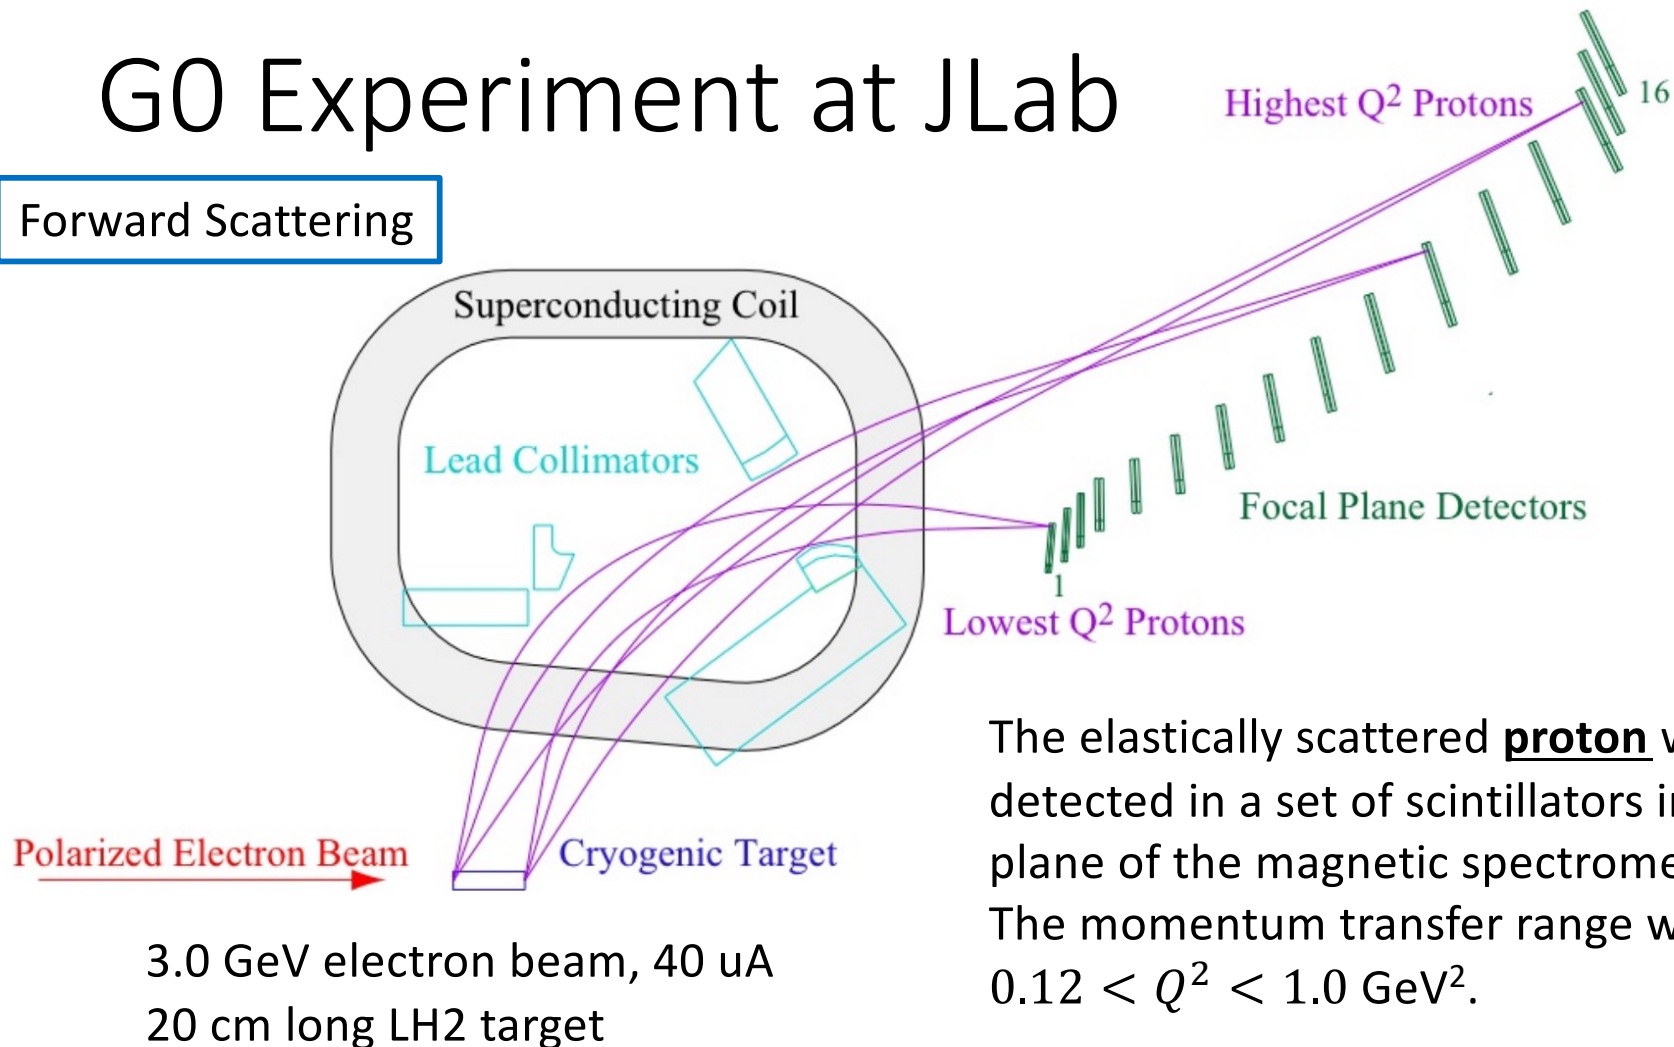 G0 Experiment at JLab
Forward Scattering
Highest Q² Protons
16
Superconducting Coil
Lead Collimators
Focal Plane Detectors
1
Lowest Q² Protons
Polarized Electron Beam
Cryogenic Target
3.0 GeV electron beam, 40 uA
20 cm long LH2 target
The elastically scattered proton
detected in a set of scintillators
plane of the magnetic
The momentum transfer range
0.12 < Q² < 1.0 GeV².